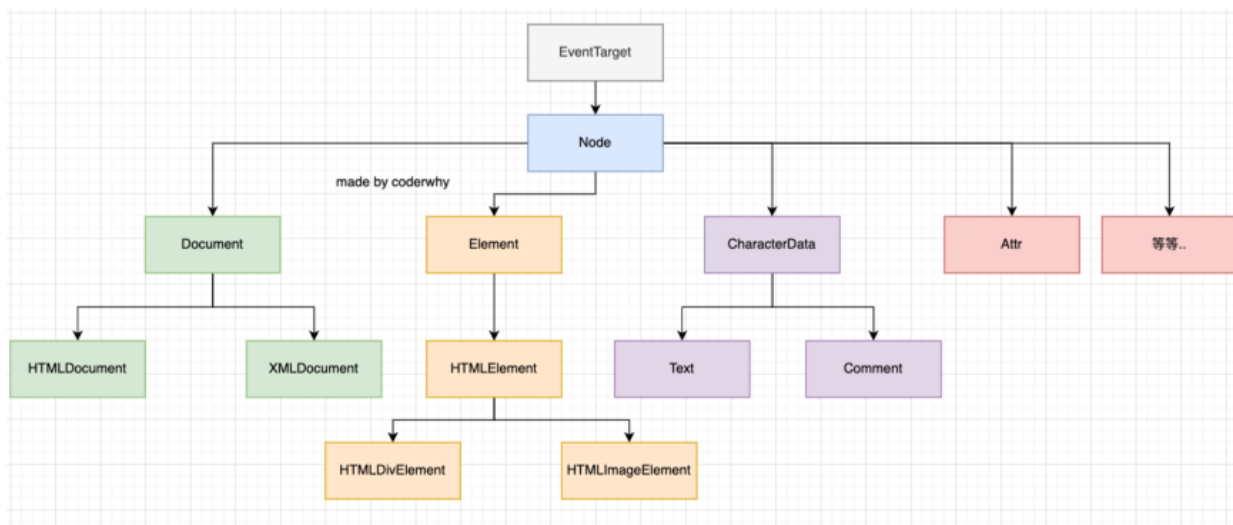 EventTarget
Node
made by coderwhy
Document
Element
CharacterData
Attr
等等..
HTMLDocument
XMLDocument
HTMLElement
Text
Comment
HTMLDivElement
HTMLImageElement